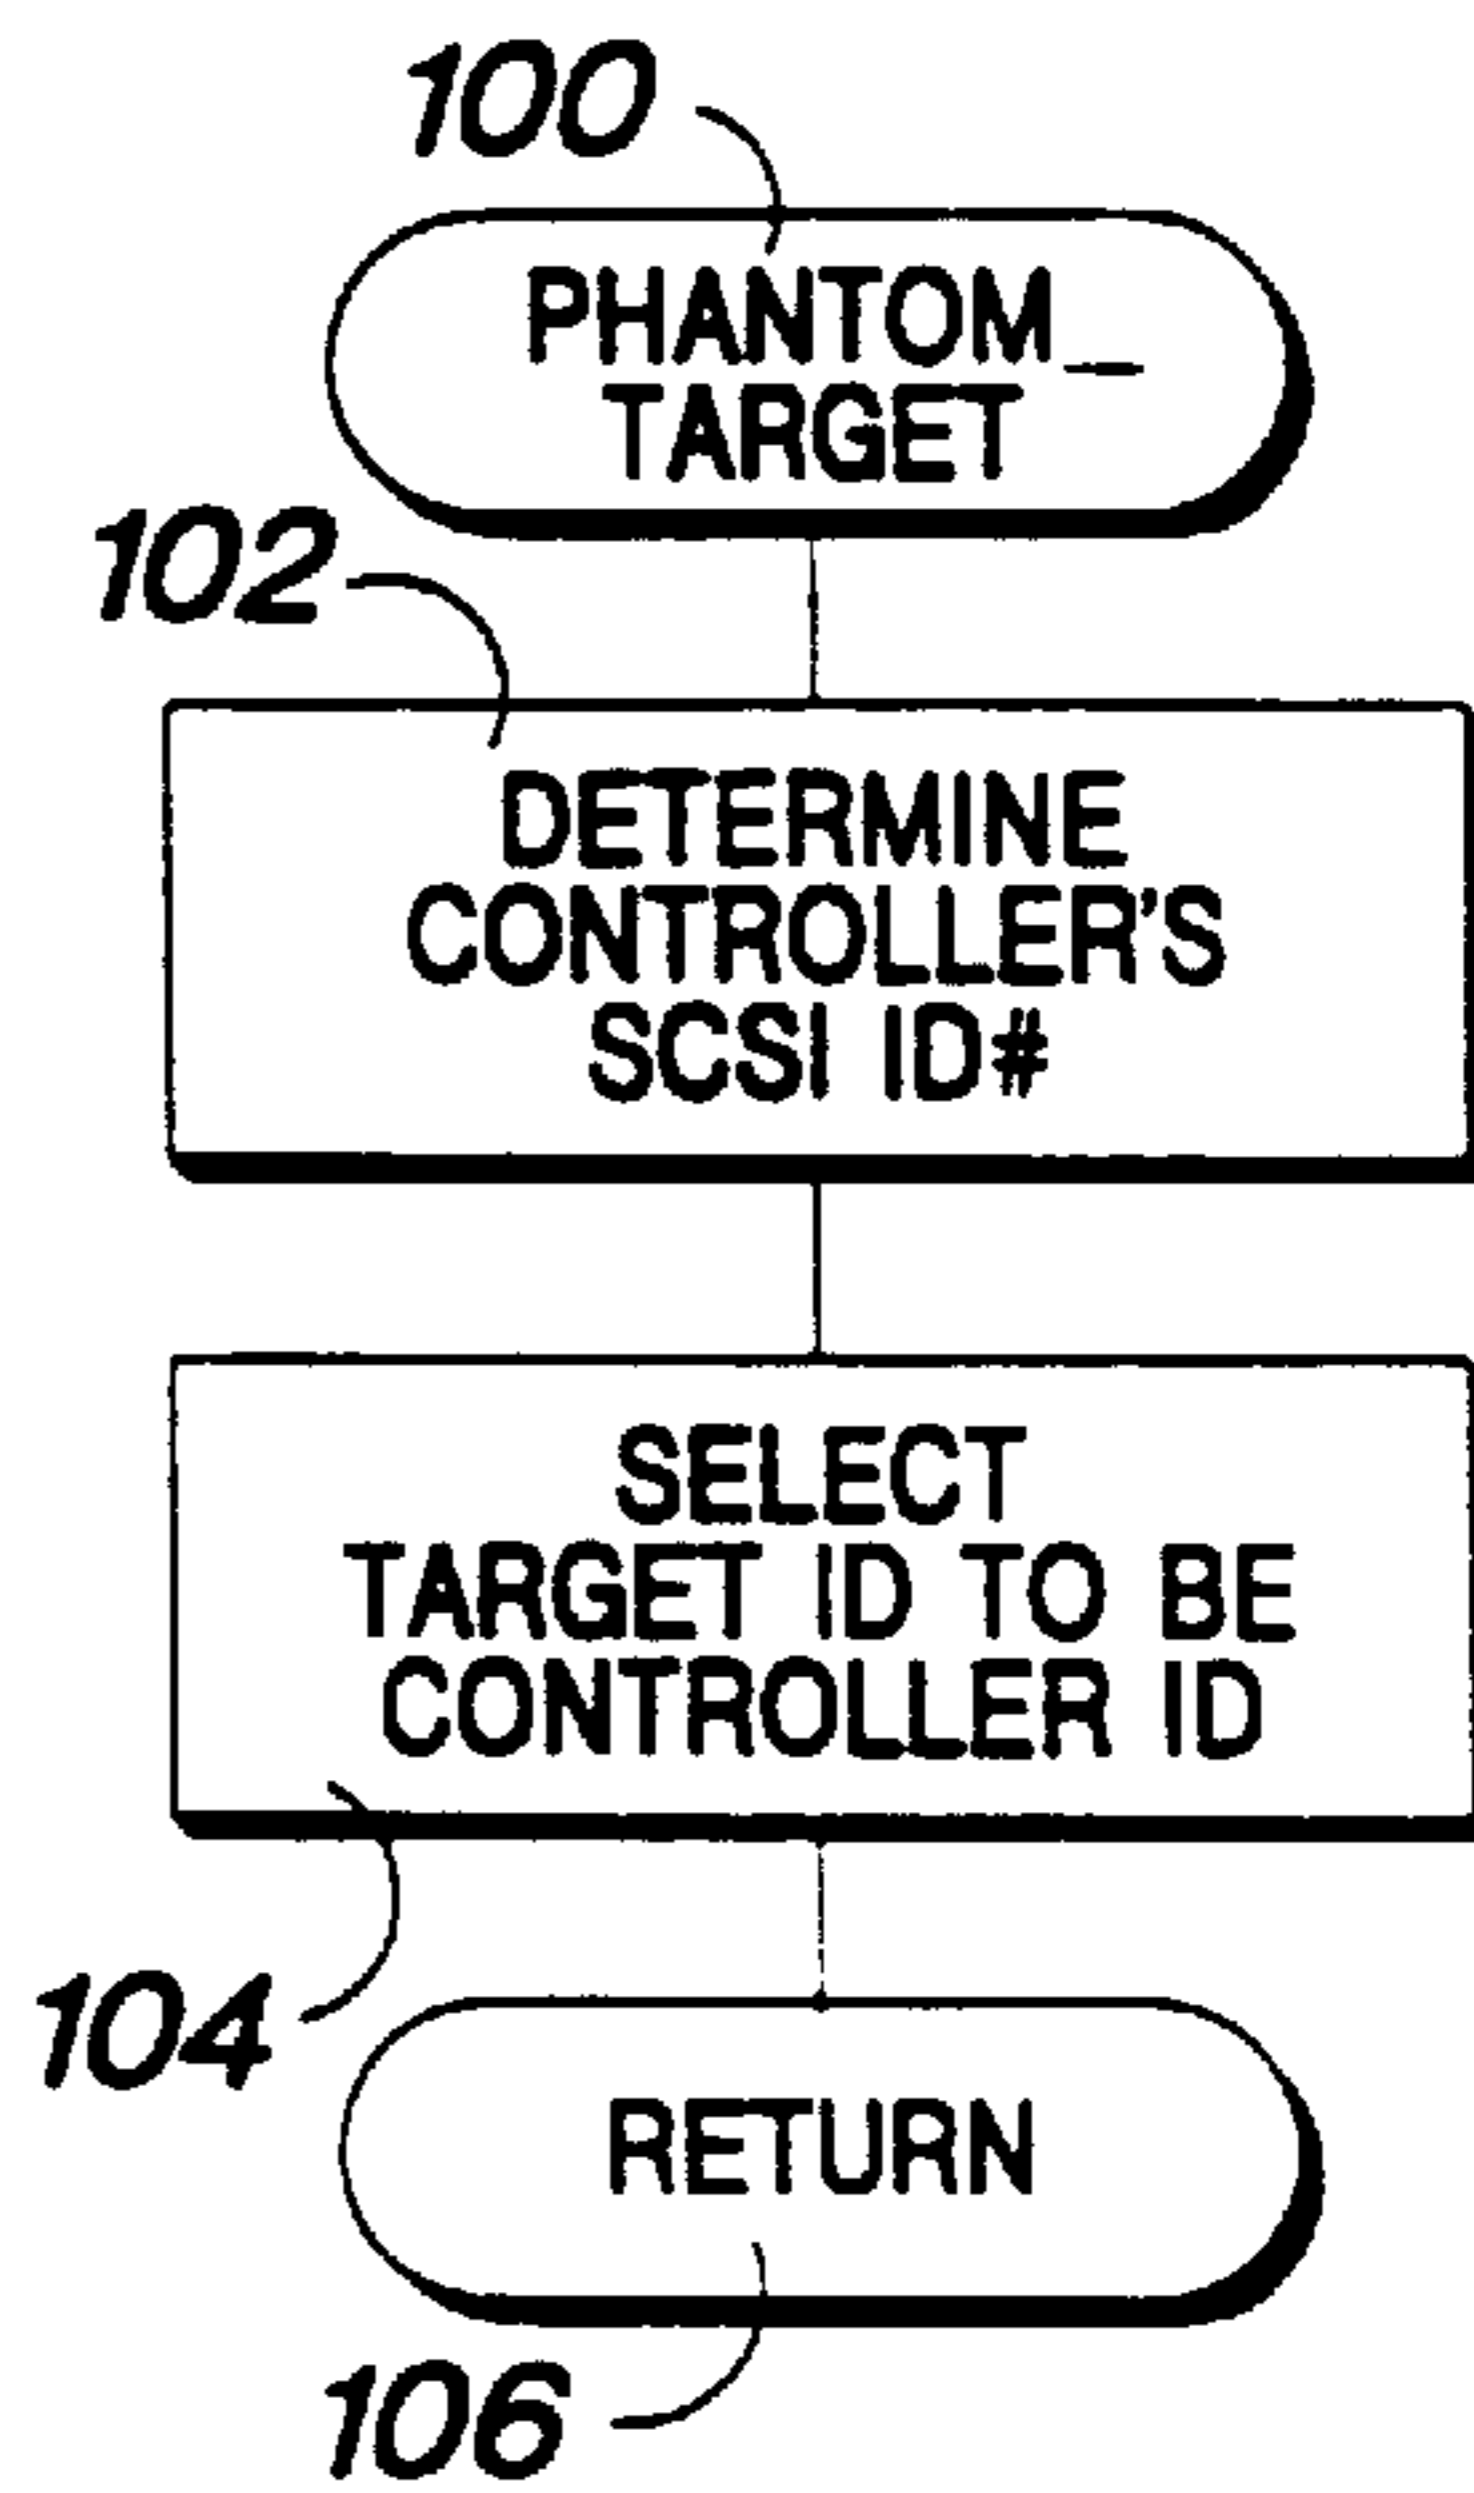 100
PHANTOM_
TARGET
102
DETERMINE
CONTROLLER'S
SCSI ID#
SELECT
TARGET ID TO BE
CONTROLLER ID
104
RETURN
106